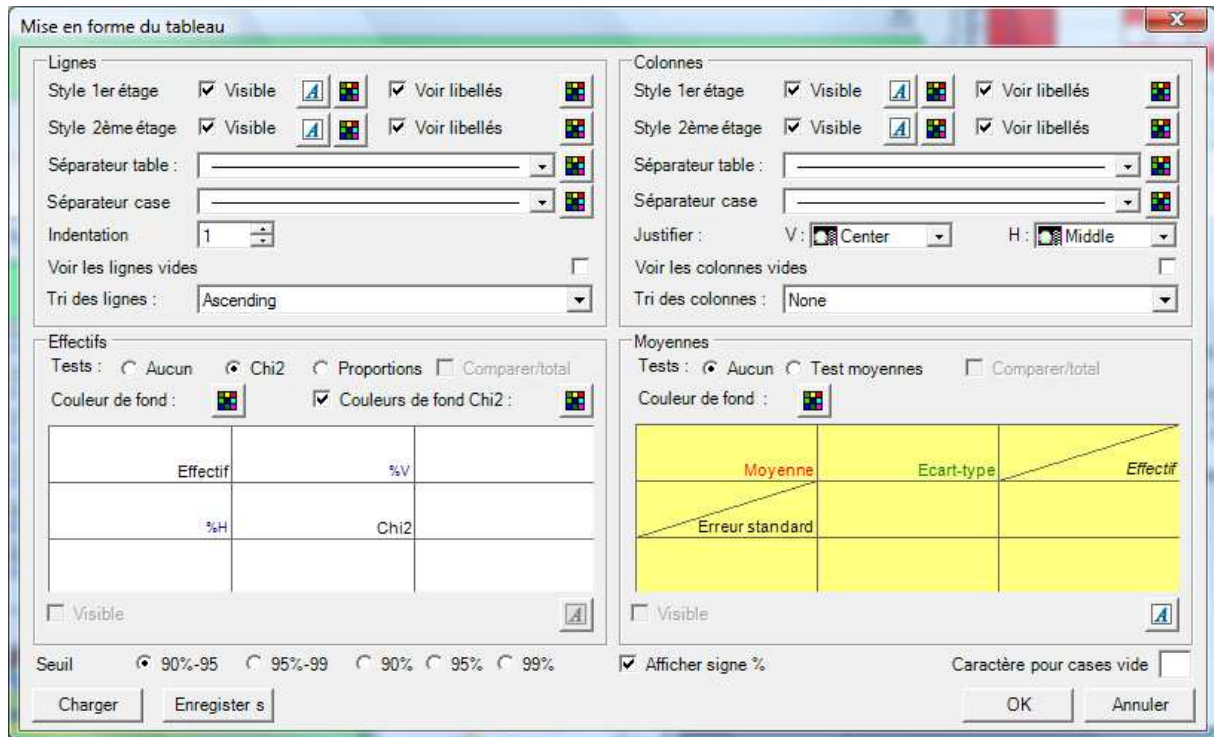 Mise en forme du tableau
Lignes
Style 1er étage Visible A Voir libellés
Style 2ème étage Visible A Voir libellés
Séparateur table :
Séparateur case
Indentation 1
Voir les lignes vides
Tri des lignes : Ascending
Colonnes
Style 1er étage Visible A Voir libellés
Style 2ème étage Visible A Voir libellés
Séparateur table :
Séparateur case
Justifier : V : Center H : Middle
Voir les colonnes vides
Tri des colonnes : None
Effectifs
Tests : Aucun Chi2 Proportions Comparer/total
Couleur de fond : Couleurs de fond Chi2 :
Effectif %V
%H Chi2
Visible A
Moyennes
Tests : Aucun Test moyennes Comparer/total
Couleur de fond :
Moyenne Ecart-type Effectif
Erreur standard
Visible A
Seuil 90%-95 95%-99 90% 95% 99%
Afficher signe % Caractère pour cases vide
Charger Enregister s OK Annuler